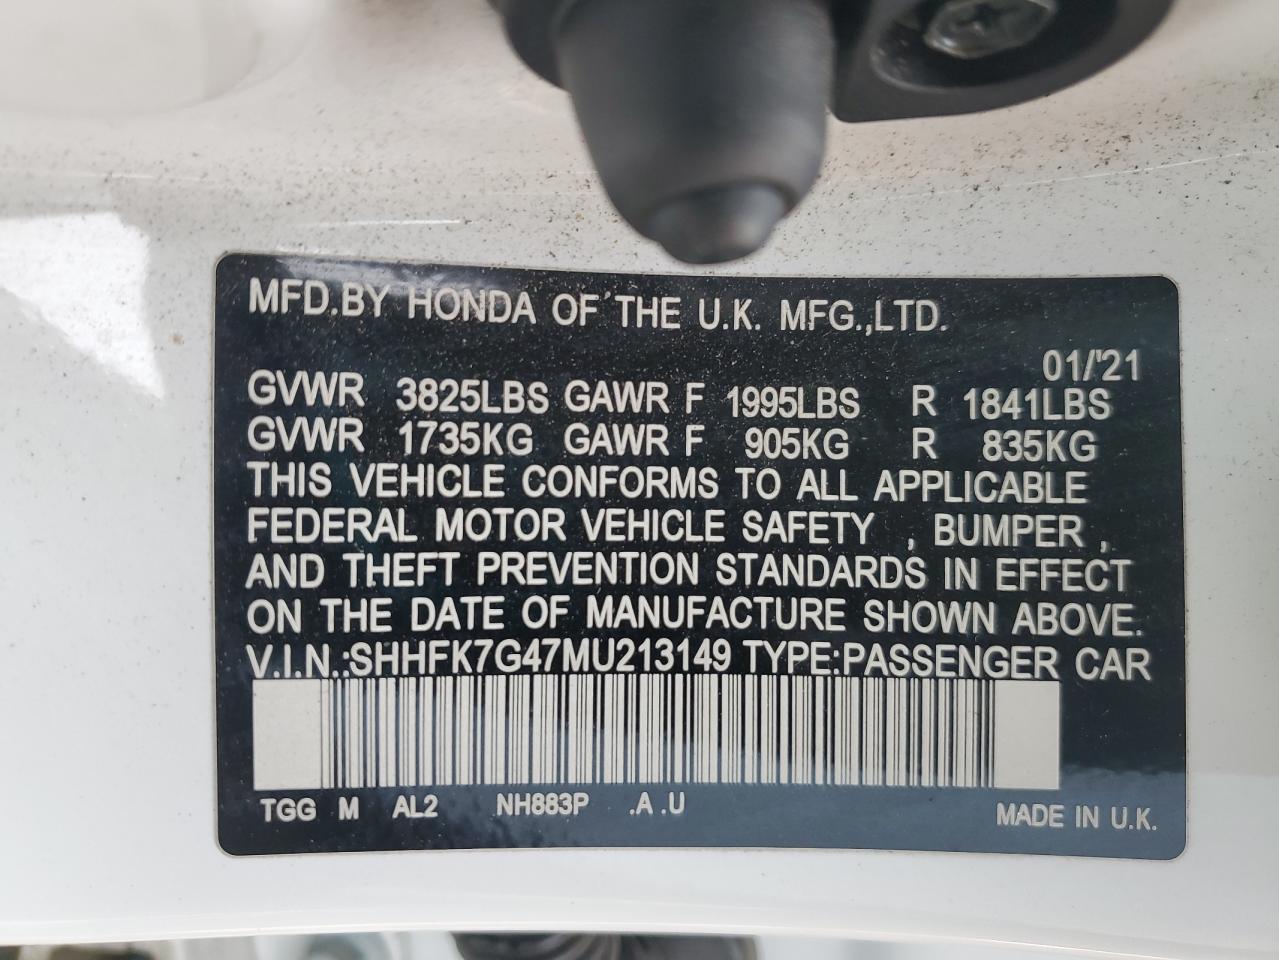 MFD.BY HONDA OF THE U.K. MFG.,LTD.
01/'21
GVWR 3825LBS GAWR F 1995LBS R 1841LBS
GVWR 1735KG GAWR F 905KG R 835KG
THIS VEHICLE CONFORMS TO ALL APPLICABLE
FEDERAL MOTOR VEHICLE SAFETY , BUMPER ,
AND THEFT PREVENTION STANDARDS IN EFFECT
ON THE DATE OF MANUFACTURE SHOWN ABOVE.
V.I.N.:SHHFK7G47MU213149 TYPE:PASSENGER CAR
TGG M AL2 NH883P .A .U MADE IN U.K.